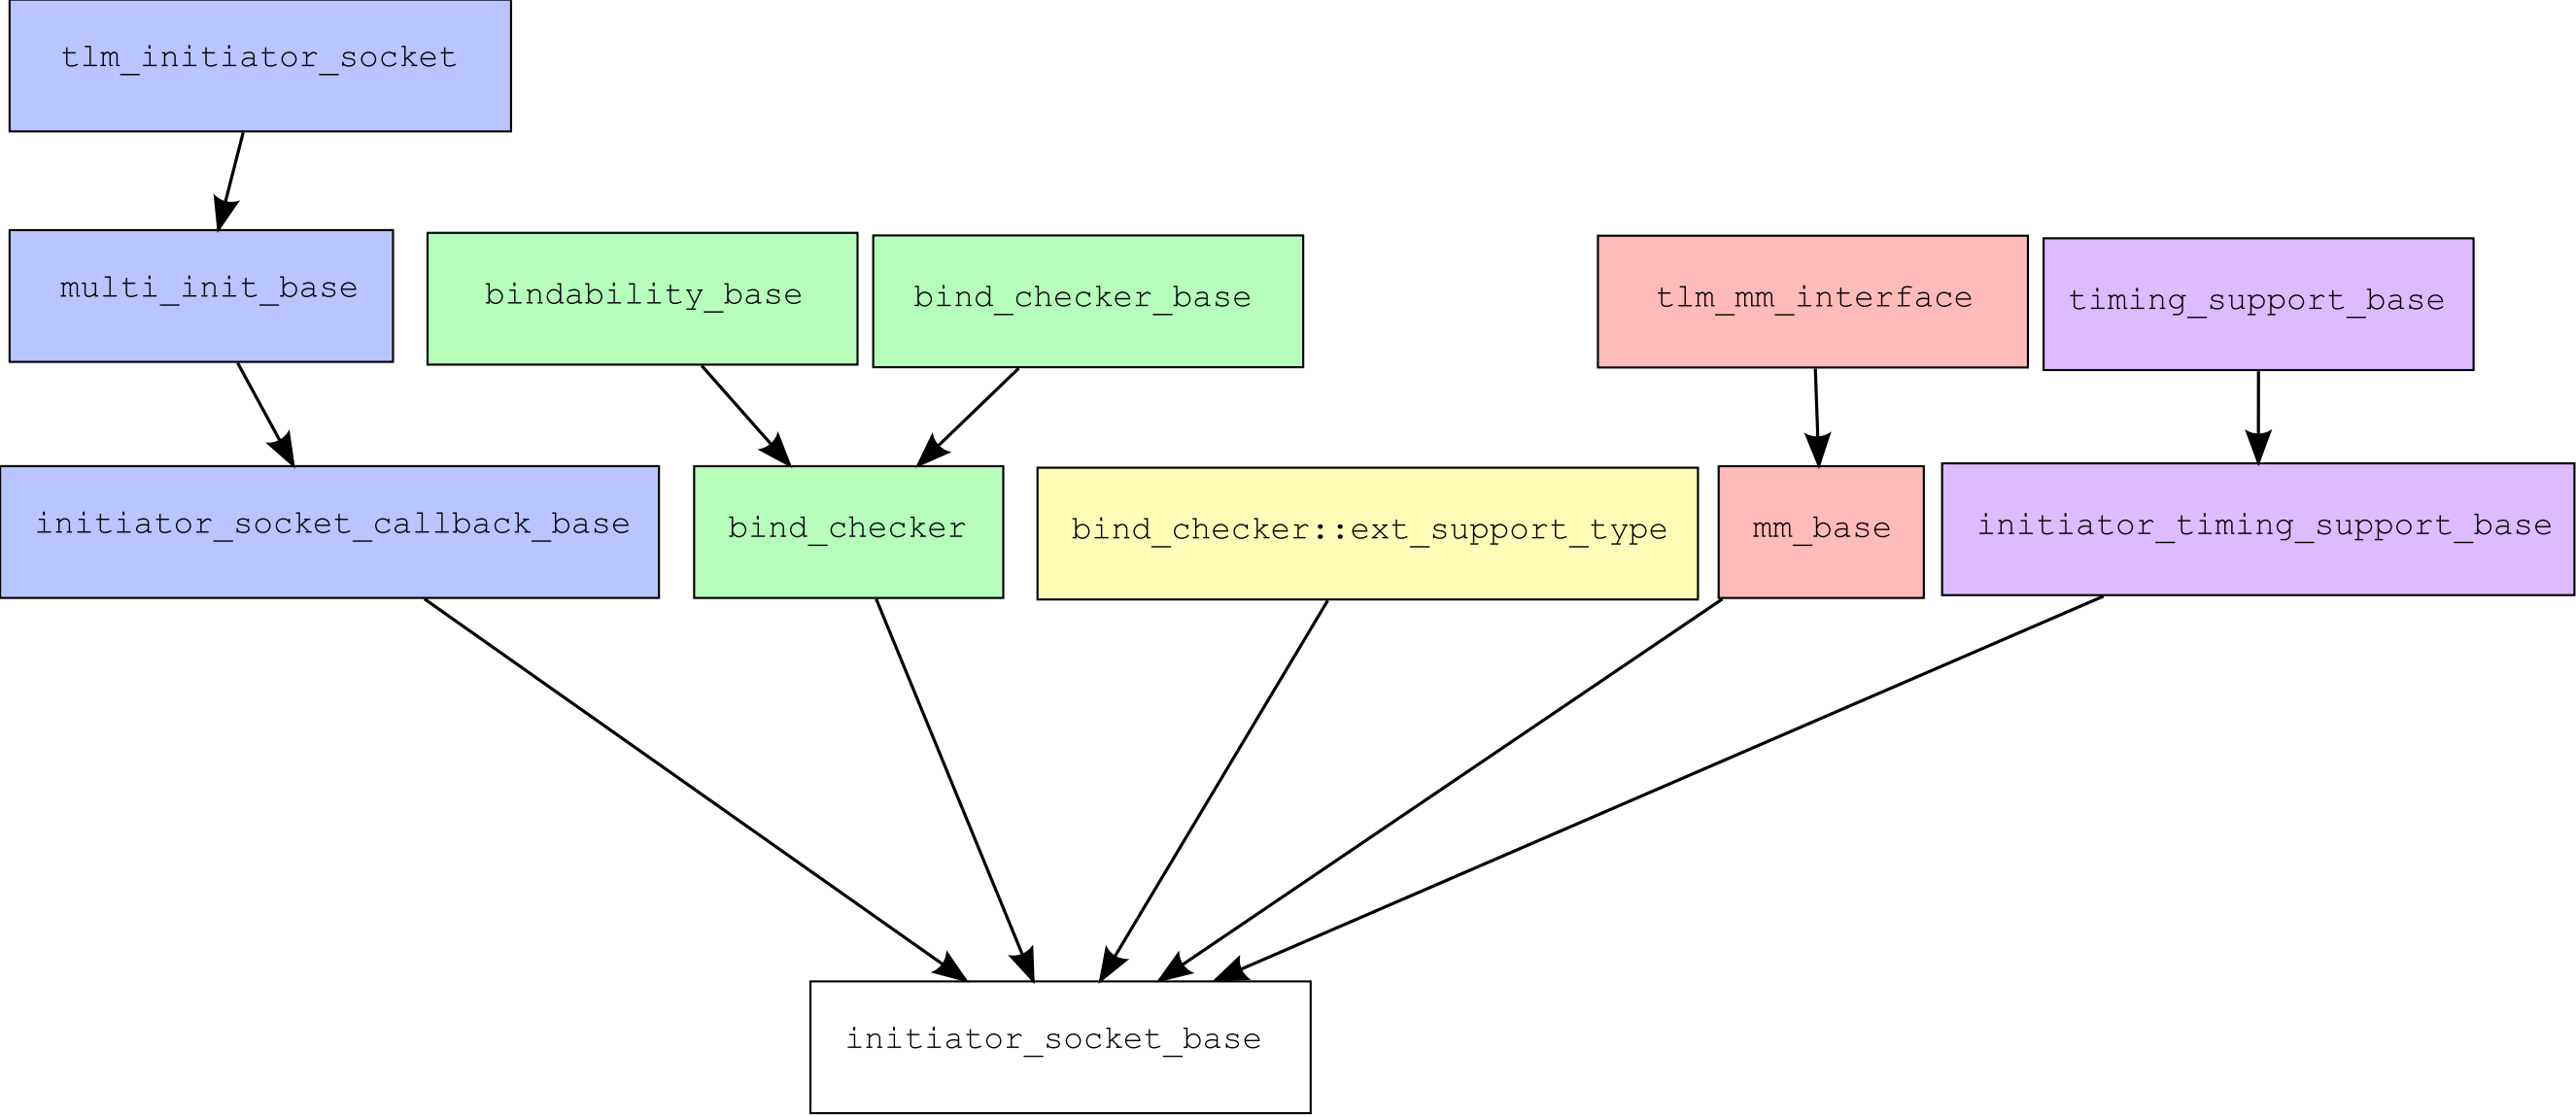 tlm_initiator_socket
multi_init_base
bindability_base
bind_checker_base
tlm_mm_interface
timing_support_base
initiator_socket_callback_base
bind_checker
bind_checker::ext_support_type
mm_base
initiator_timing_support_base
initiator_socket_base